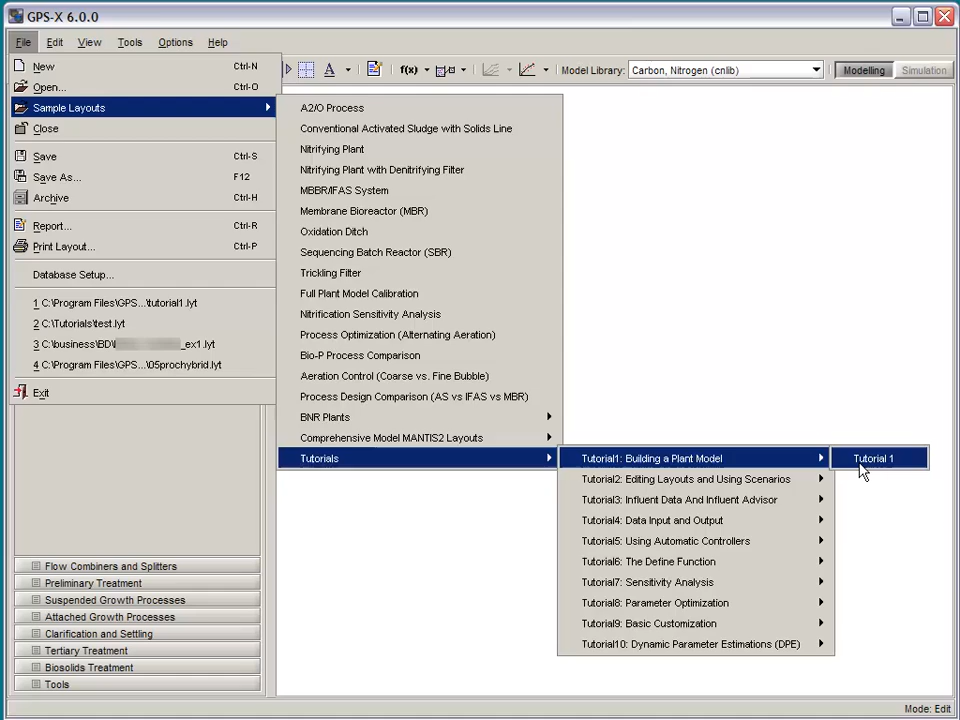 GPS-X 6.0.0
File Edit View Tools Options Help
New Ctrl-N
Open... Ctrl-O
Sample Layouts
Close
Save Ctrl-S
Save As... F12
Archive Ctrl-H
Report... Ctrl-R
Print Layout... Ctrl-P
Database Setup...
1 C:\Program Files\GPS...\tutorial1.lyt
2 C:\Tutorials\test.lyt
3 C:\business\BD\ _ex1.lyt
4 C:\Program Files\GPS...\05prochybrid.lyt
Exit
A f(x) Model Library: Carbon, Nitrogen (cnlib) Modelling Simulation
A2/O Process
Conventional Activated Sludge with Solids Line
Nitrifying Plant
Nitrifying Plant with Denitrifying Filter
MBBR/IFAS System
Membrane Bioreactor (MBR)
Oxidation Ditch
Sequencing Batch Reactor (SBR)
Trickling Filter
Full Plant Model Calibration
Nitrification Sensitivity Analysis
Process Optimization (Alternating Aeration)
Bio-P Process Comparison
Aeration Control (Coarse vs. Fine Bubble)
Process Design Comparison (AS vs IFAS vs MBR)
BNR Plants
Comprehensive Model MANTIS2 Layouts
Tutorials
Tutorial1: Building a Plant Model
Tutorial2: Editing Layouts and Using Scenarios
Tutorial3: Influent Data And Influent Advisor
Tutorial4: Data Input and Output
Tutorial5: Using Automatic Controllers
Tutorial6: The Define Function
Tutorial7: Sensitivity Analysis
Tutorial8: Parameter Optimization
Tutorial9: Basic Customization
Tutorial10: Dynamic Parameter Estimations (DPE)
Tutorial 1
Flow Combiners and Splitters
Preliminary Treatment
Suspended Growth Processes
Attached Growth Processes
Clarification and Settling
Tertiary Treatment
Biosolids Treatment
Tools
Mode: Edit